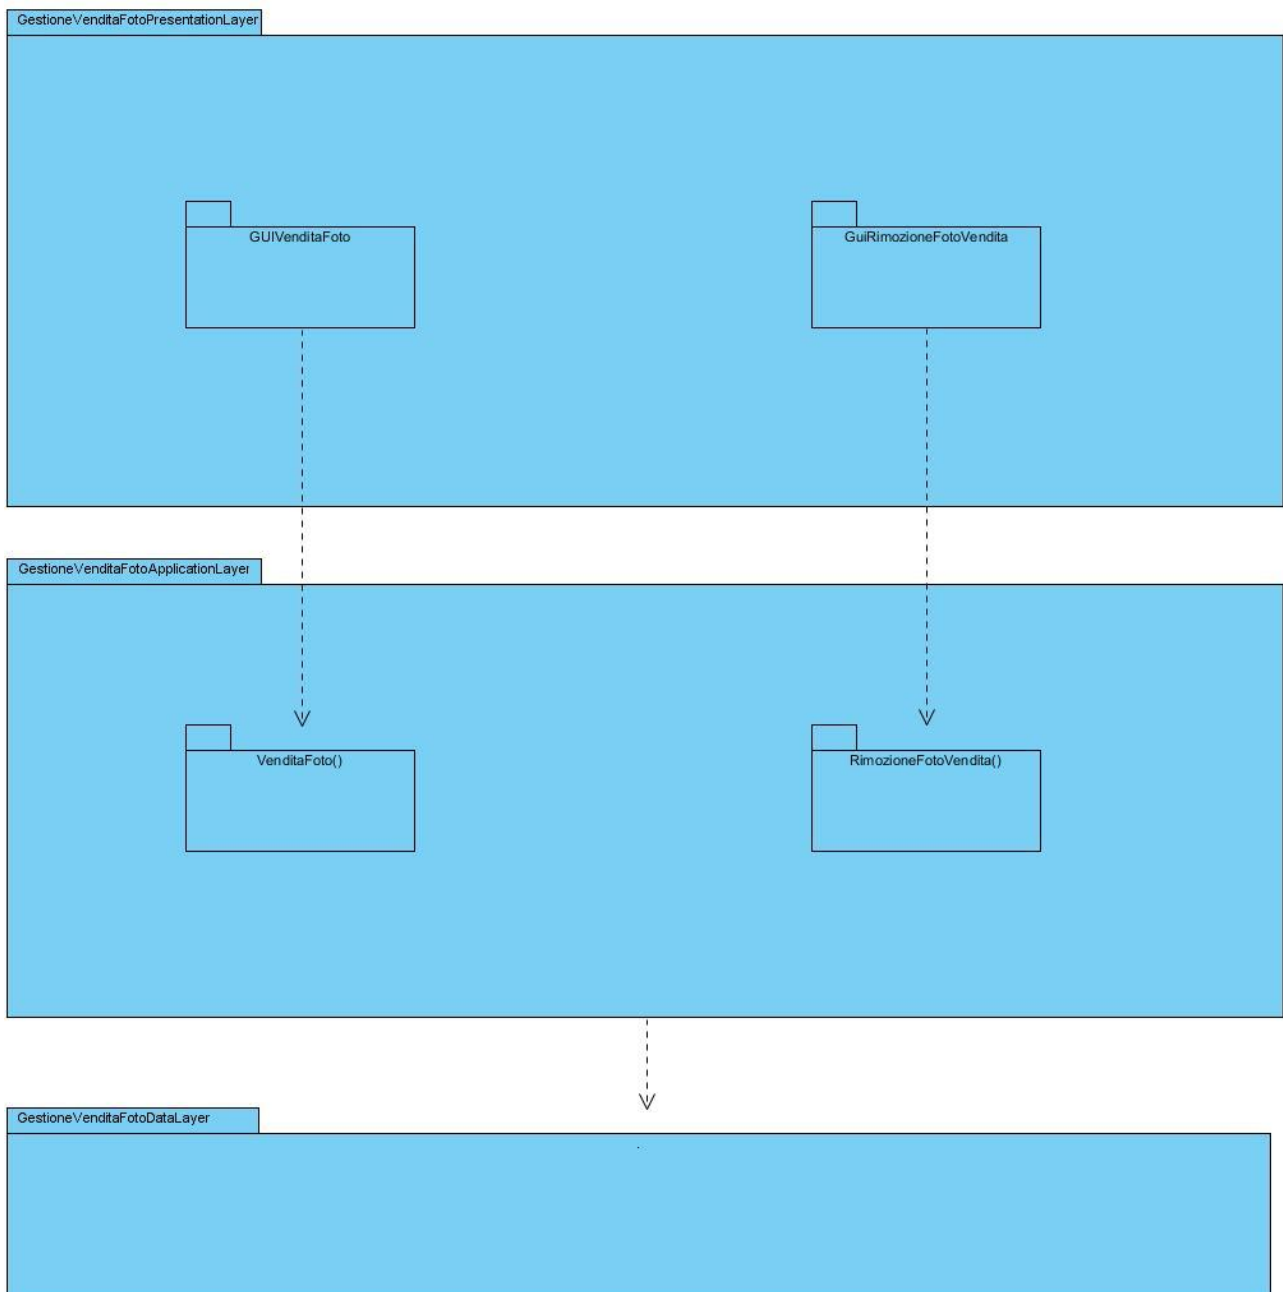 GestioneVenditaFotoPresentationLayer
GUIVenditaFoto
GuiRimozioneFotoVendita
GestioneVenditaFotoApplicationLayer
VenditaFoto()
RimozioneFotoVendita()
GestioneVenditaFotoDataLayer